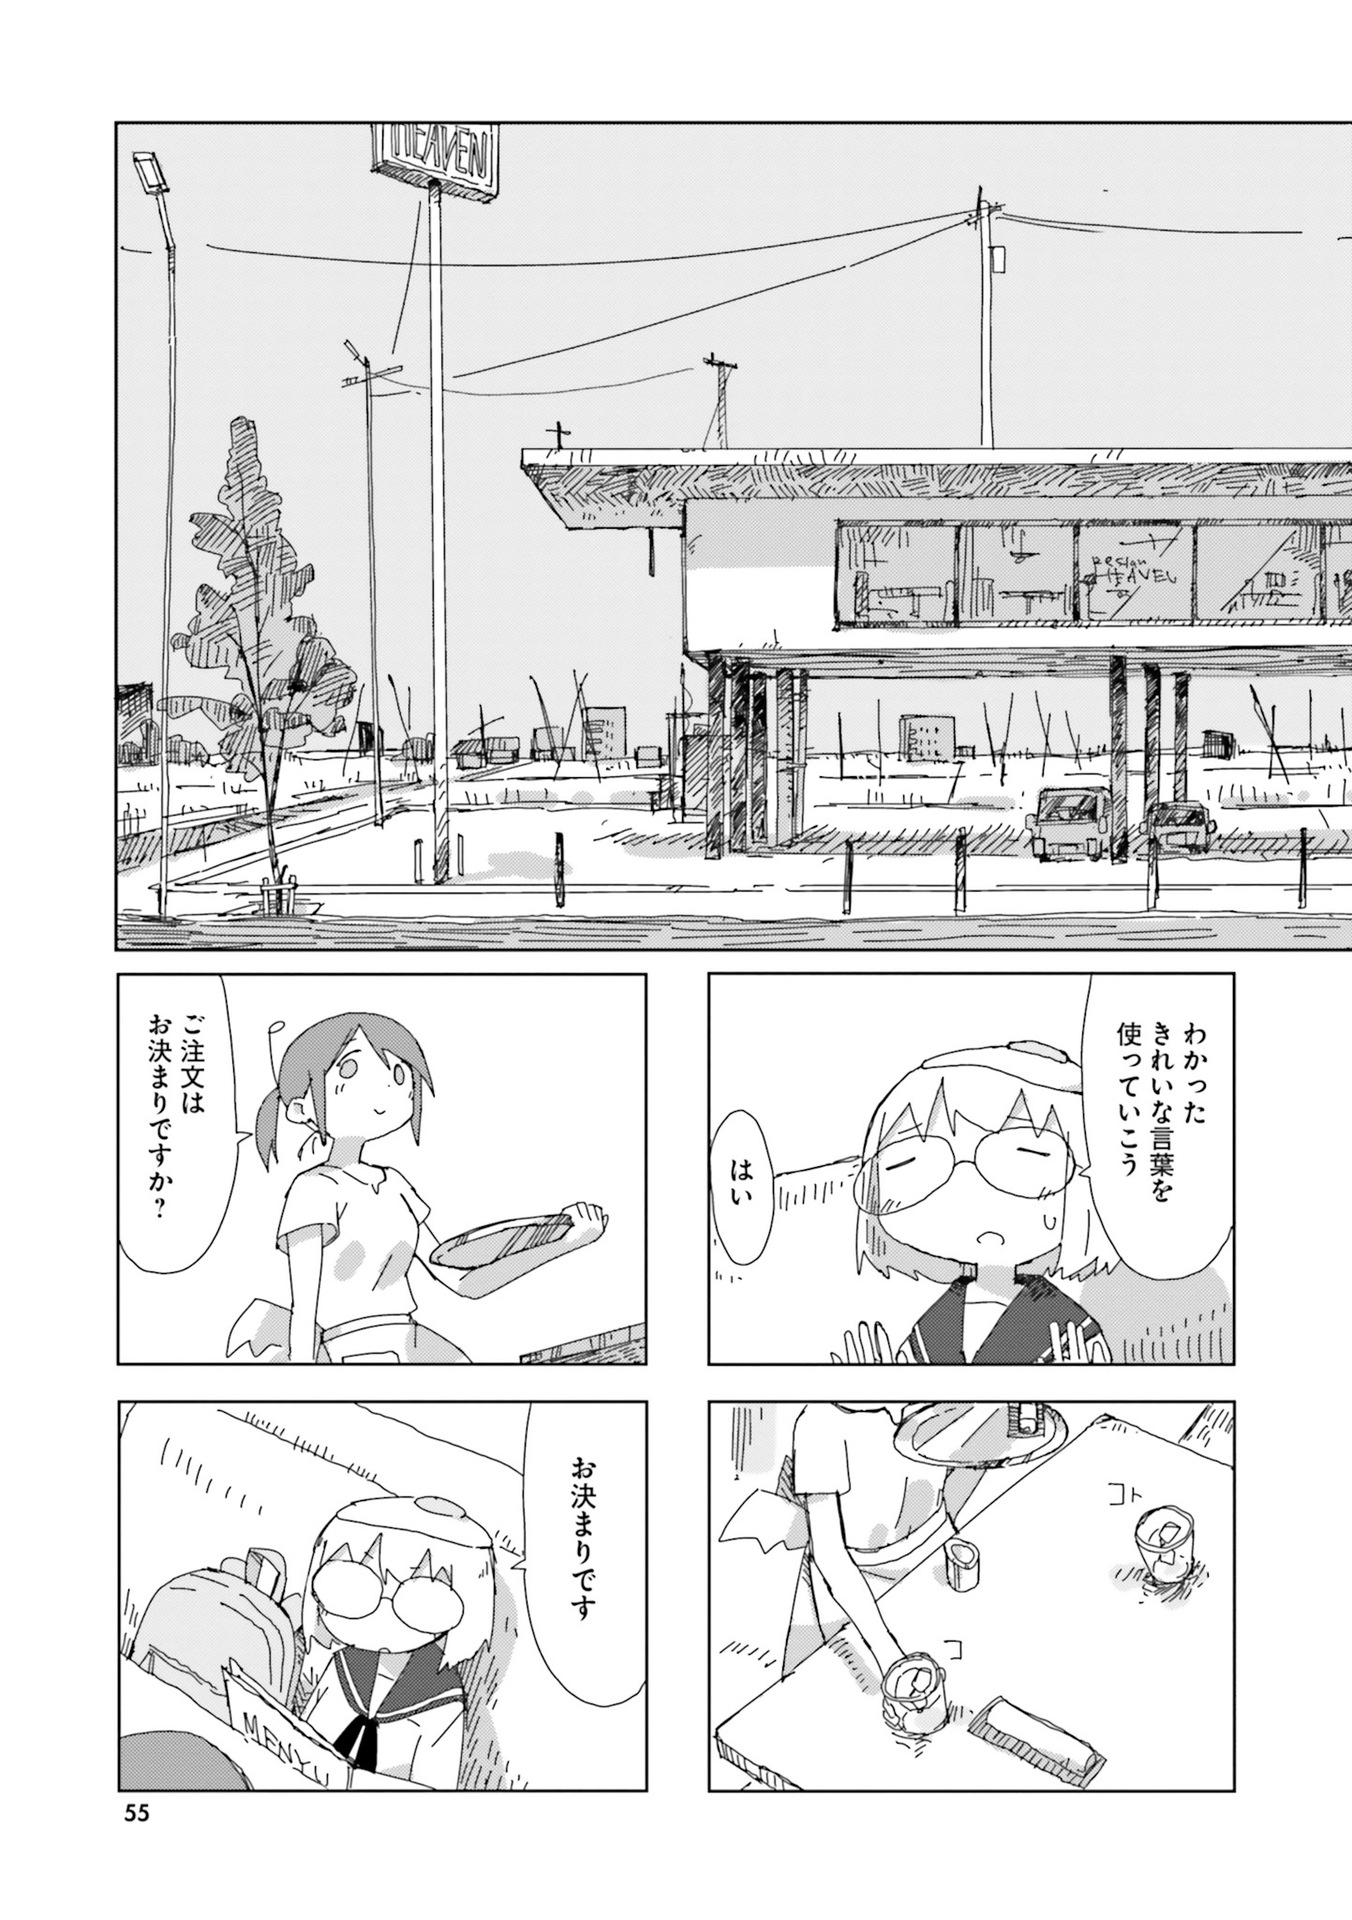 HEAVEN
わかった
きれいな言葉を
使っていこう
はい
ご注文は
お決まりですか?
コト
コ
お決まりです
MENYU
55